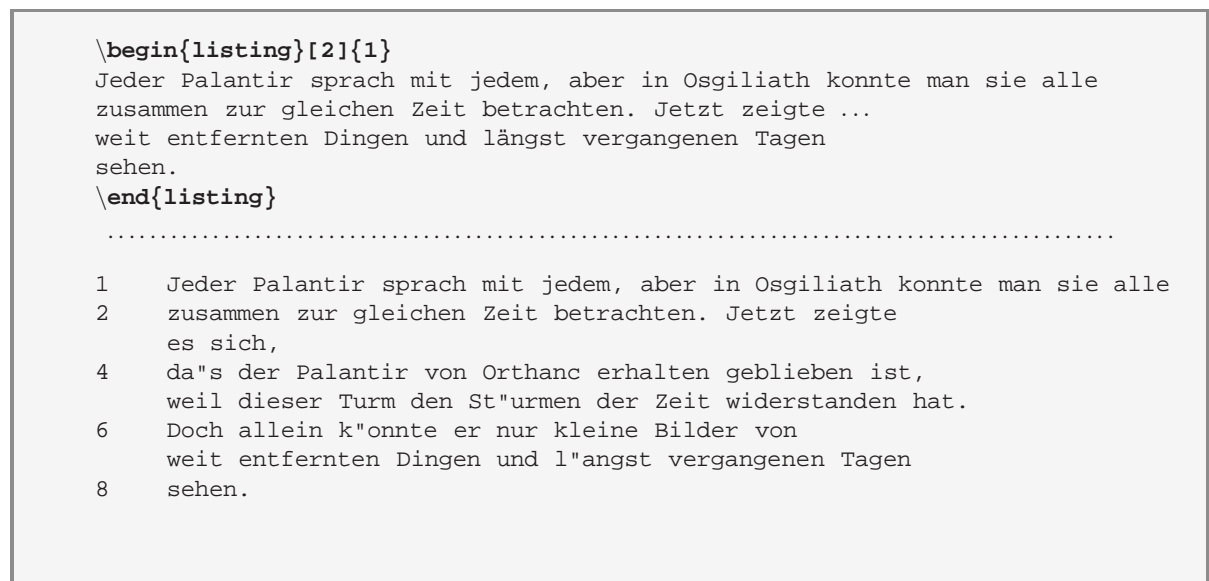 \begin{listing}[2]{1}
Jeder Palantir sprach mit jedem, aber in Osgiliath konnte man sie alle
zusammen zur gleichen Zeit betrachten. Jetzt zeigte ...
weit entfernten Dingen und längst vergangenen Tagen
sehen.
\end{listing}
................................................................................................
1 Jeder Palantir sprach mit jedem, aber in Osgiliath konnte man sie alle
2 zusammen zur gleichen Zeit betrachten. Jetzt zeigte
es sich,
4 da"s der Palantir von Orthanc erhalten geblieben ist,
weil dieser Turm den St"urmen der Zeit widerstanden hat.
6 Doch allein k"onnte er nur kleine Bilder von
weit entfernten Dingen und l"angst vergangenen Tagen
8 sehen.